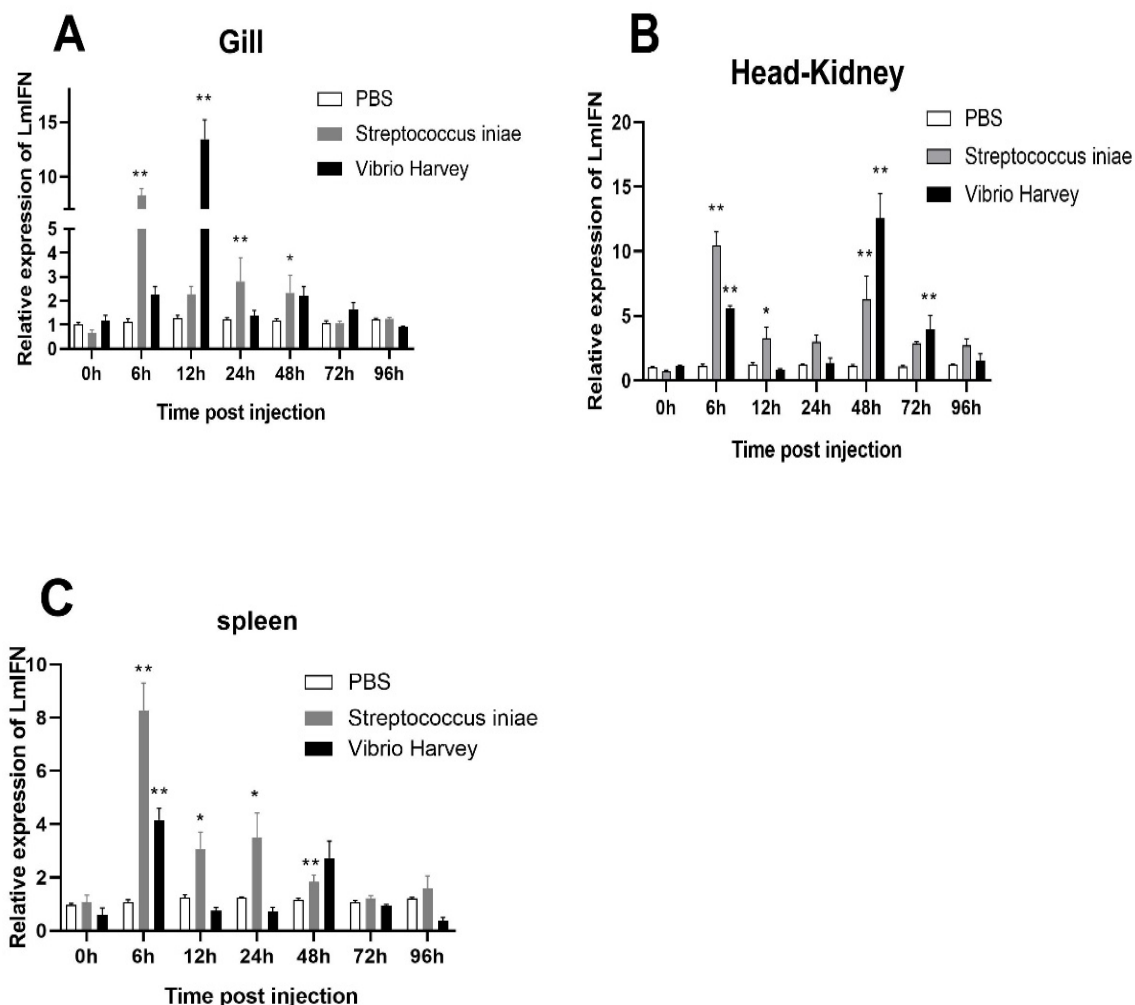 A
Gill
Relative expression of LmIFN
15
10
5
4
3
2
1
0
**
**
**
*
PBS
Streptococcus iniae
Vibrio Harvey
0h 6h 12h 24h 48h 72h 96h
Time post injection
B
Head-Kidney
Relative expression of LmIFN
20
15
10
5
0
**
**
*
**
**
**
PBS
Streptococcus iniae
Vibrio Harvey
0h 6h 12h 24h 48h 72h 96h
Time post injection
C
spleen
Relative expression of LmIFN
10
8
6
4
2
0
**
**
*
*
**
PBS
Streptococcus iniae
Vibrio Harvey
0h 6h 12h 24h 48h 72h 96h
Time post injection